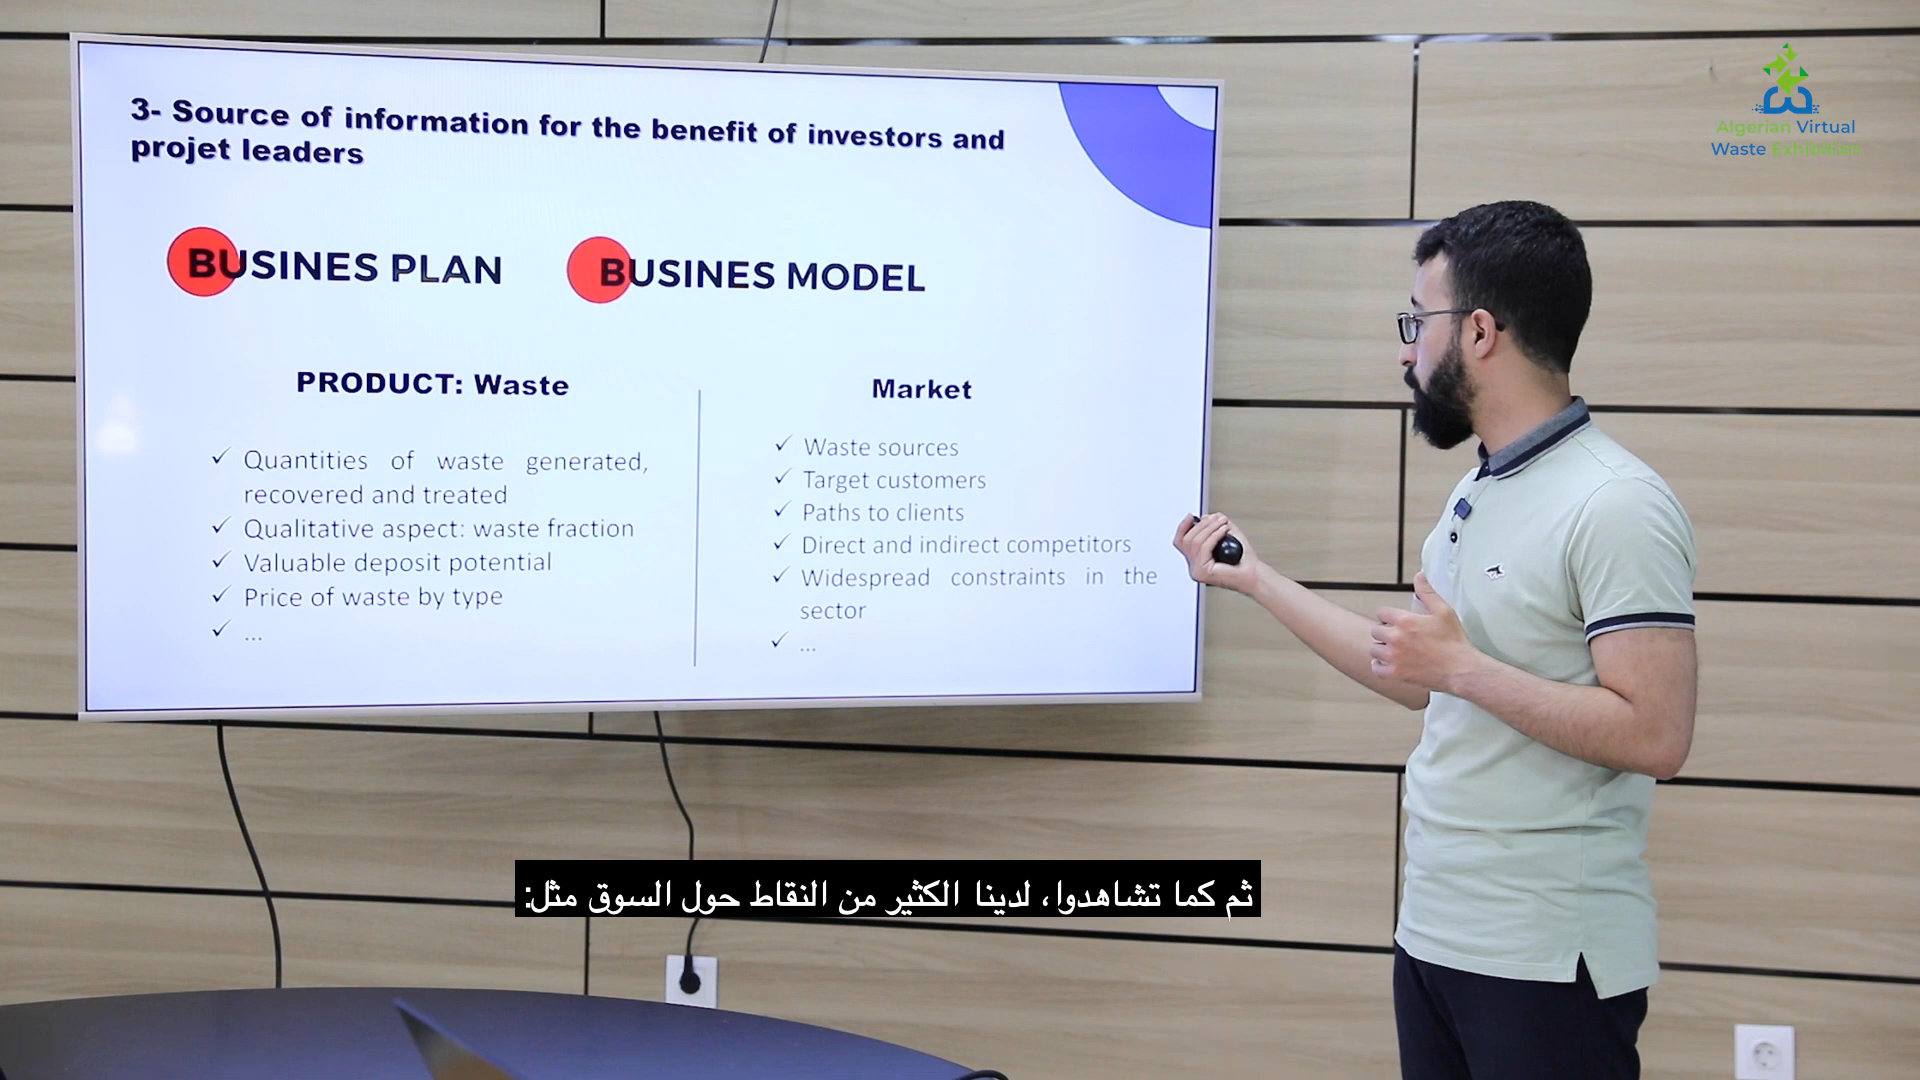 3- Source of information for the benefit of investors and
projet leaders
BUSINES PLAN
BUSINES MODEL
PRODUCT: Waste
✓ Quantities of waste generated,
recovered and treated
✓ Qualitative aspect: waste fraction
✓ Valuable deposit potential
✓ Price of waste by type
✓ ...
Market
✓ Waste sources
✓ Target customers
✓ Paths to clients
✓ Direct and indirect competitors
✓ Widespread constraints in the
sector
✓ ...
Algerian Virtual
Waste Exhibition
ثم كما تشاهدوا، لدينا الكثير من النقاط حول السوق مثل: